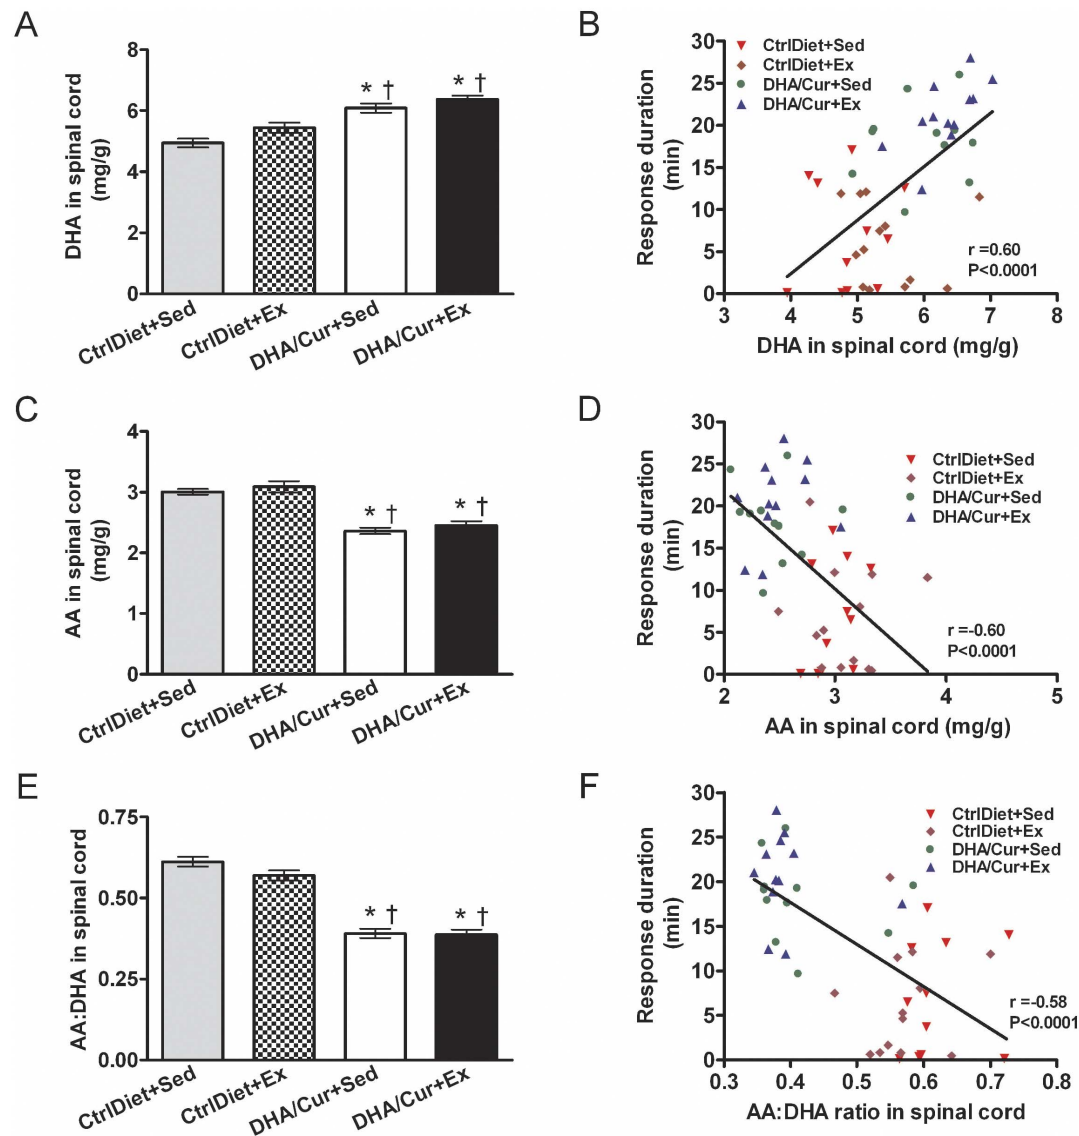 A
DHA in spinal cord
(mg/g)
8
6
4
2
0
* †
* †
CtrlDiet+Sed
CtrlDiet+Ex
DHA/Cur+Sed
DHA/Cur+Ex
B
Response duration
(min)
30
25
20
15
10
5
0
CtrlDiet+Sed
CtrlDiet+Ex
DHA/Cur+Sed
DHA/Cur+Ex
r =0.60
P<0.0001
3 4 5 6 7 8
DHA in spinal cord (mg/g)
C
AA in spinal cord
(mg/g)
4
3
2
1
0
* †
* †
CtrlDiet+Sed
CtrlDiet+Ex
DHA/Cur+Sed
DHA/Cur+Ex
D
Response duration
(min)
30
25
20
15
10
5
0
CtrlDiet+Sed
CtrlDiet+Ex
DHA/Cur+Sed
DHA/Cur+Ex
r =-0.60
P<0.0001
2 3 4 5
AA in spinal cord (mg/g)
E
AA:DHA in spinal cord
0.75
0.50
0.25
0.00
* †
* †
CtrlDiet+Sed
CtrlDiet+Ex
DHA/Cur+Sed
DHA/Cur+Ex
F
Response duration
(min)
30
25
20
15
10
5
0
CtrlDiet+Sed
CtrlDiet+Ex
DHA/Cur+Sed
DHA/Cur+Ex
r =-0.58
P<0.0001
0.3 0.4 0.5 0.6 0.7 0.8
AA:DHA ratio in spinal cord